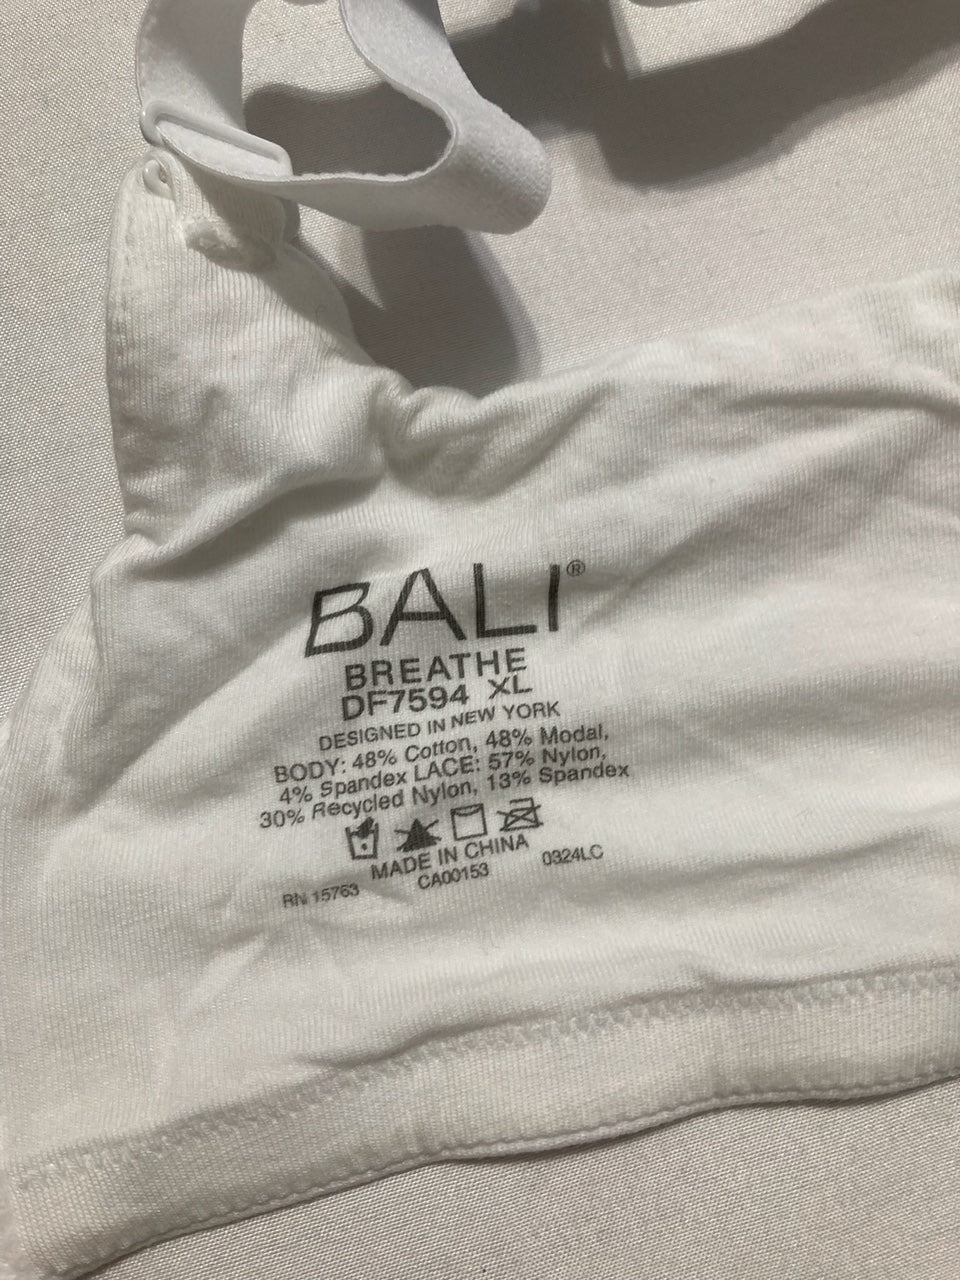 BALI®
BREATHE
DF7594 XL
DESIGNED IN NEW YORK
BODY: 48% Cotton, 48% Modal,
4% Spandex LACE: 57% Nylon,
30% Recycled Nylon, 13% Spandex
MADE IN CHINA
RN 15763 CA00153 0324LC